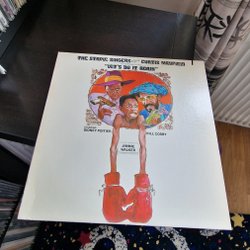 THE STAPLE SINGERS CURTIS MAYFIELD
"LET'S DO IT AGAIN"
SIDNEY POITIER
BILL COSBY
JIMMIE WALKER